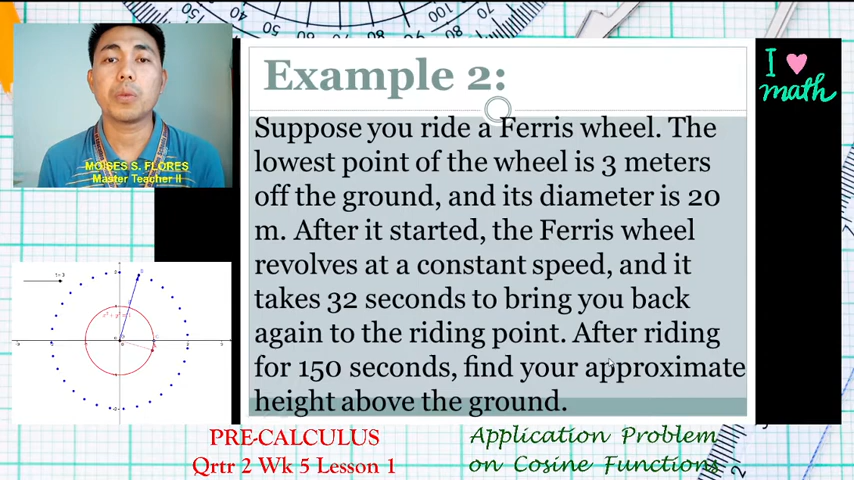 Example 2:
Suppose you ride a Ferris wheel. The
lowest point of the wheel is 3 meters
off the ground, and its diameter is 20
m. After it started, the Ferris wheel
revolves at a constant speed, and it
takes 32 seconds to bring you back
again to the riding point. After riding
for 150 seconds, find your approximate
height above the ground.
I
math
MOISES S. FLORES
Master Teacher II
PRE-CALCULUS
Qrtr 2 Wk 5 Lesson 1
Application Problem
on Cosine Functions
100